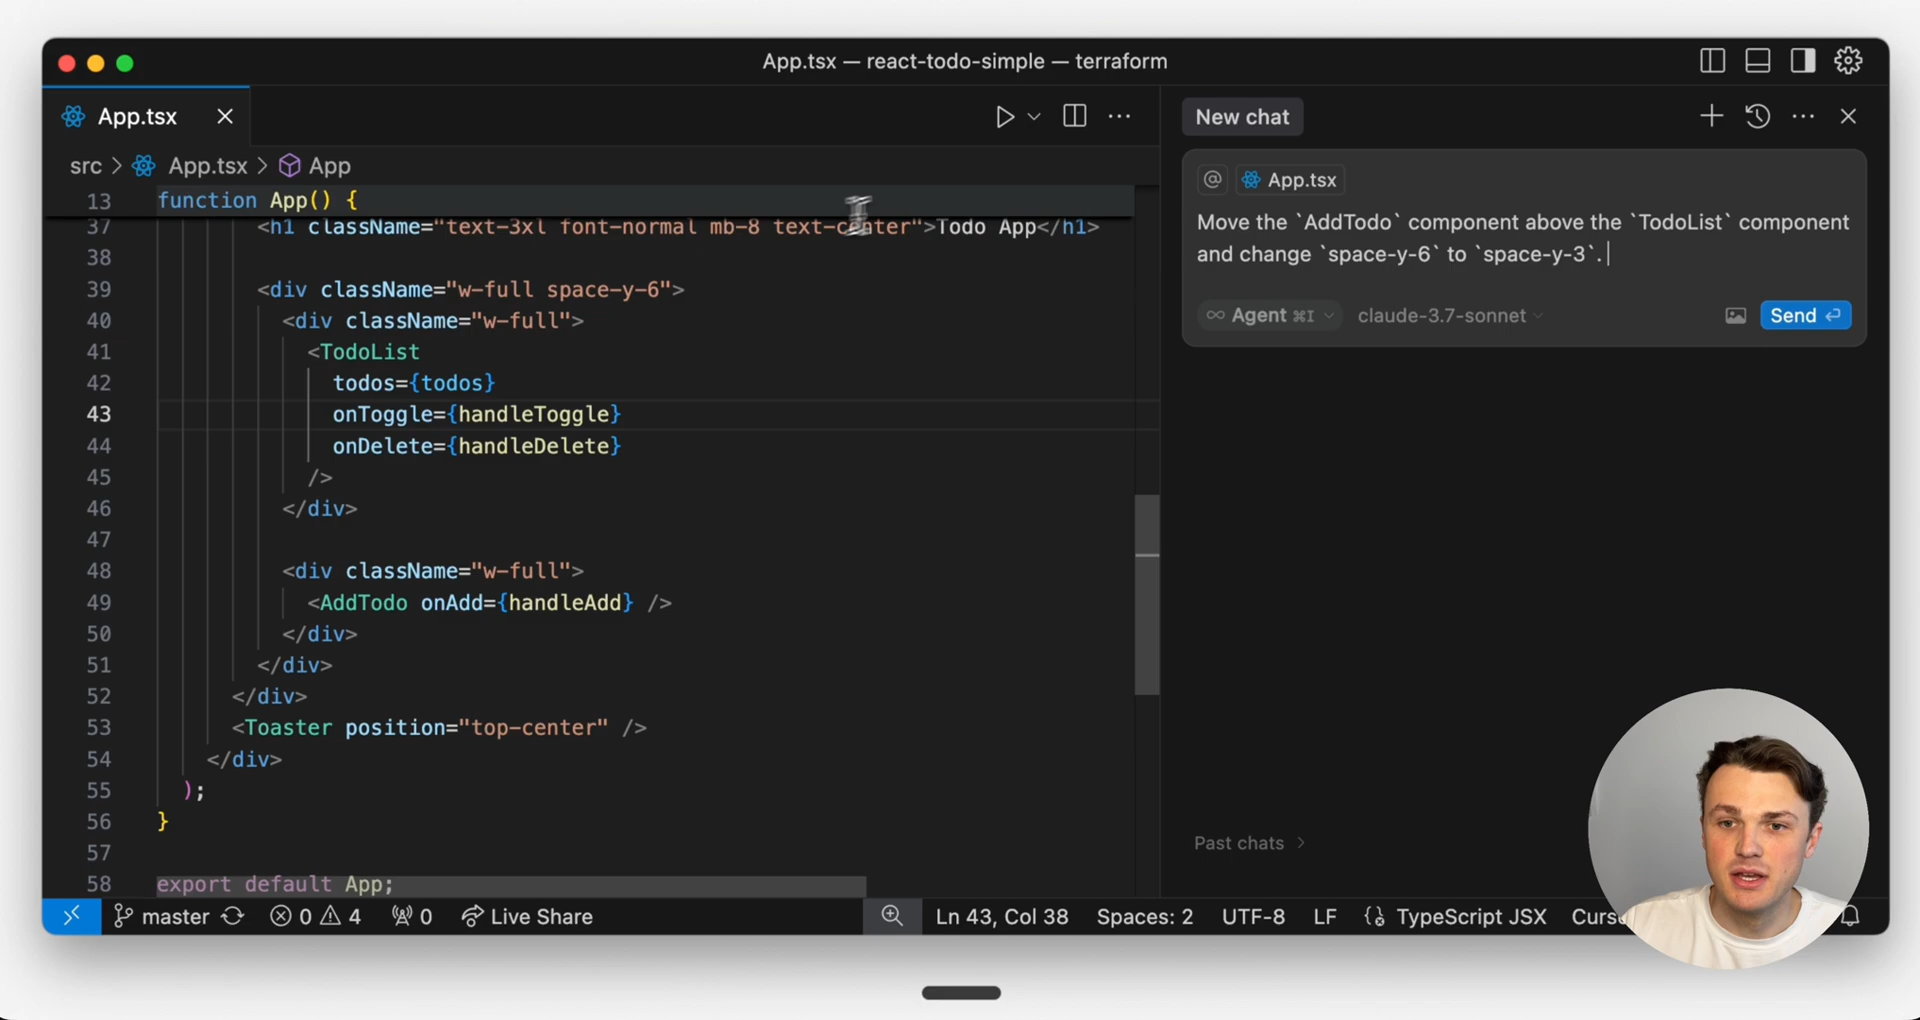 App.tsx — react-todo-simple — terraform
App.tsx
src > App.tsx > App
13 function App() {
37 <h1 className="text-3xl font-normal mb-8 text-center">Todo App</h1>
38
39 <div className="w-full space-y-6">
40 <div className="w-full">
41 <TodoList
42 todos={todos}
43 onToggle={handleToggle}
44 onDelete={handleDelete}
45 />
46 </div>
47
48 <div className="w-full">
49 <AddTodo onAdd={handleAdd} />
50 </div>
51 </div>
52 </div>
53 <Toaster position="top-center" />
54 </div>
55 );
56 }
57
58 export default App;
New chat
@ App.tsx
Move the `AddTodo` component above the `TodoList` component
and change `space-y-6` to `space-y-3`.
Agent ⌘I claude-3.7-sonnet Send
Past chats >
master 0 4 0 Live Share Ln 43, Col 38 Spaces: 2 UTF-8 LF TypeScript JSX